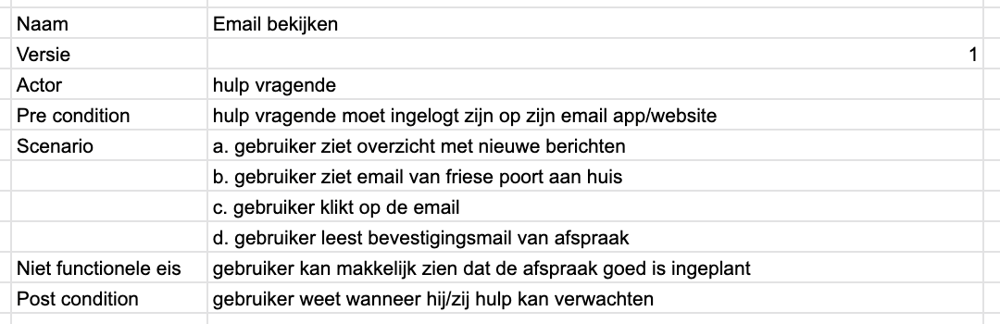 Naam Email bekijken
Versie 1
Actor hulp vragende
Pre condition hulp vragende moet ingelogt zijn op zijn email app/website
Scenario a. gebruiker ziet overzicht met nieuwe berichten
b. gebruiker ziet email van friese poort aan huis
c. gebruiker klikt op de email
d. gebruiker leest bevestigingsmail van afspraak
Niet functionele eis gebruiker kan makkelijk zien dat de afspraak goed is ingeplant
Post condition gebruiker weet wanneer hij/zij hulp kan verwachten